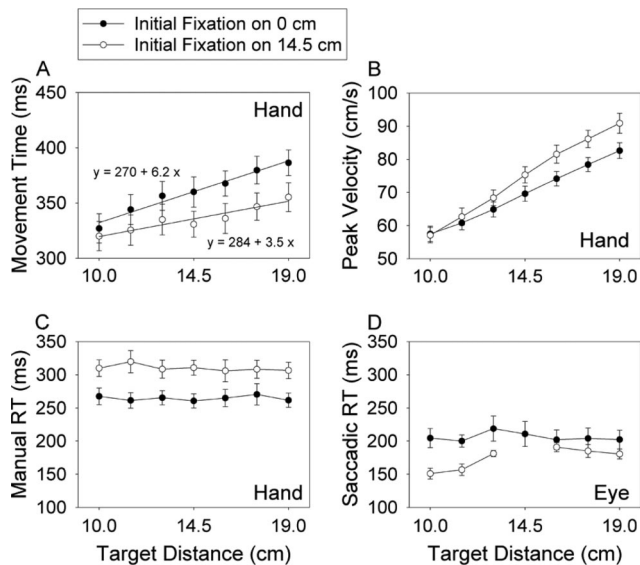 Initial Fixation on 0 cm
Initial Fixation on 14.5 cm
A
Movement Time (ms)
450
400
350
300
Hand
y = 270 + 6.2 x
y = 284 + 3.5 x
10.0 14.5 19.0
B
Peak Velocity (cm/s)
100
90
80
70
60
50
Hand
10.0 14.5 19.0
C
Manual RT (ms)
350
300
250
200
150
100
Hand
10.0 14.5 19.0
Target Distance (cm)
D
Saccadic RT (ms)
350
300
250
200
150
100
Eye
10.0 14.5 19.0
Target Distance (cm)